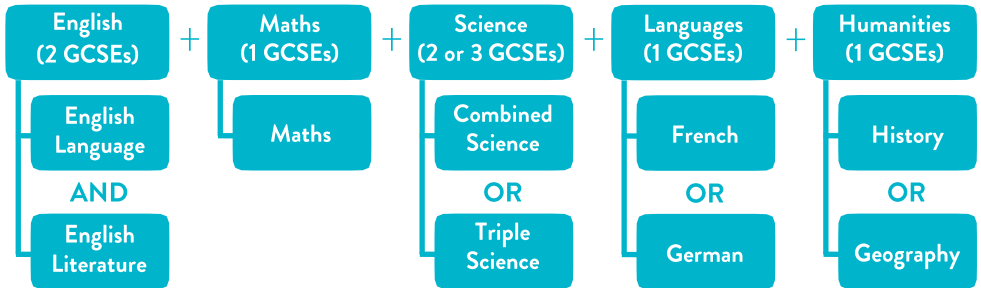 English
(2 GCSEs)
+
Maths
(1 GCSEs)
+
Science
(2 or 3 GCSEs)
+
Languages
(1 GCSEs)
+
Humanities
(1 GCSEs)
English
Language
AND
English
Literature
Maths
Combined
Science
OR
Triple
Science
French
OR
German
History
OR
Geography